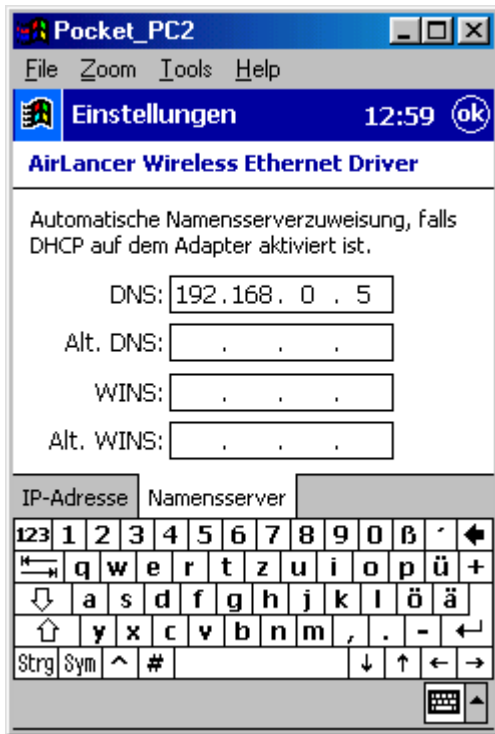 Pocket_PC2
File Zoom Tools Help
Einstellungen 12:59 ok
AirLancer Wireless Ethernet Driver
Automatische Namensserverzuweisung, falls
DHCP auf dem Adapter aktiviert ist.
DNS: 192.168. 0 . 5
Alt. DNS: . . .
WINS: . . .
Alt. WINS: . . .
IP-Adresse Namensserver
123 1 2 3 4 5 6 7 8 9 0 ß ´
q w e r t z u i o p ü +
a s d f g h j k l ö ä
y x c v b n m , . -
Strg Sym ^ # ↓ ↑ ← →